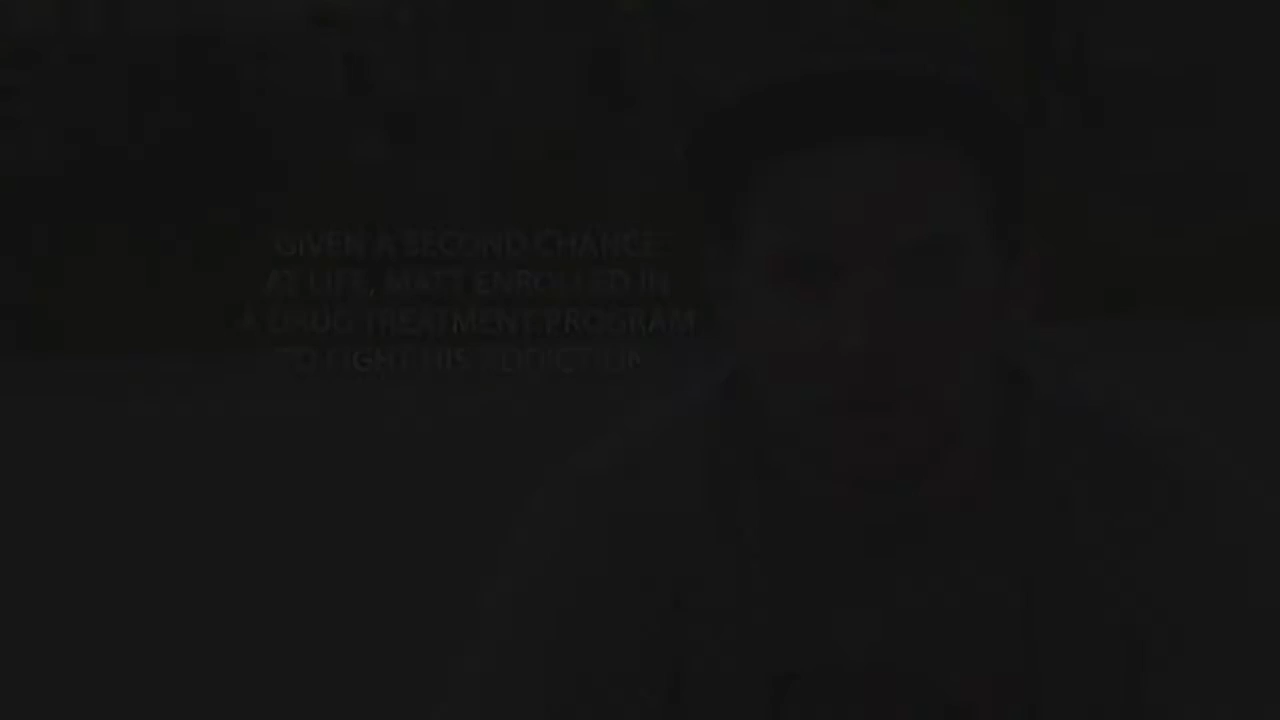 GIVEN A SECOND CHANCE
AT LIFE, MATT ENROLLED IN
A DRUG TREATMENT PROGRAM
TO FIGHT HIS ADDICTION